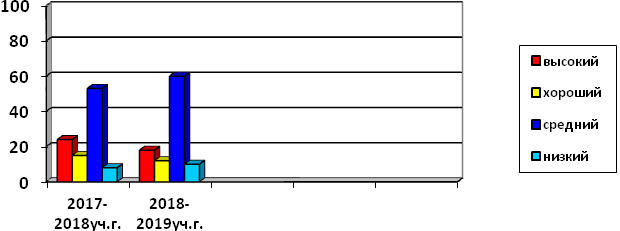 100
80
60
40
20
0
2017-
2018уч.г.
2018-
2019уч.г.
высокий
хороший
средний
низкий